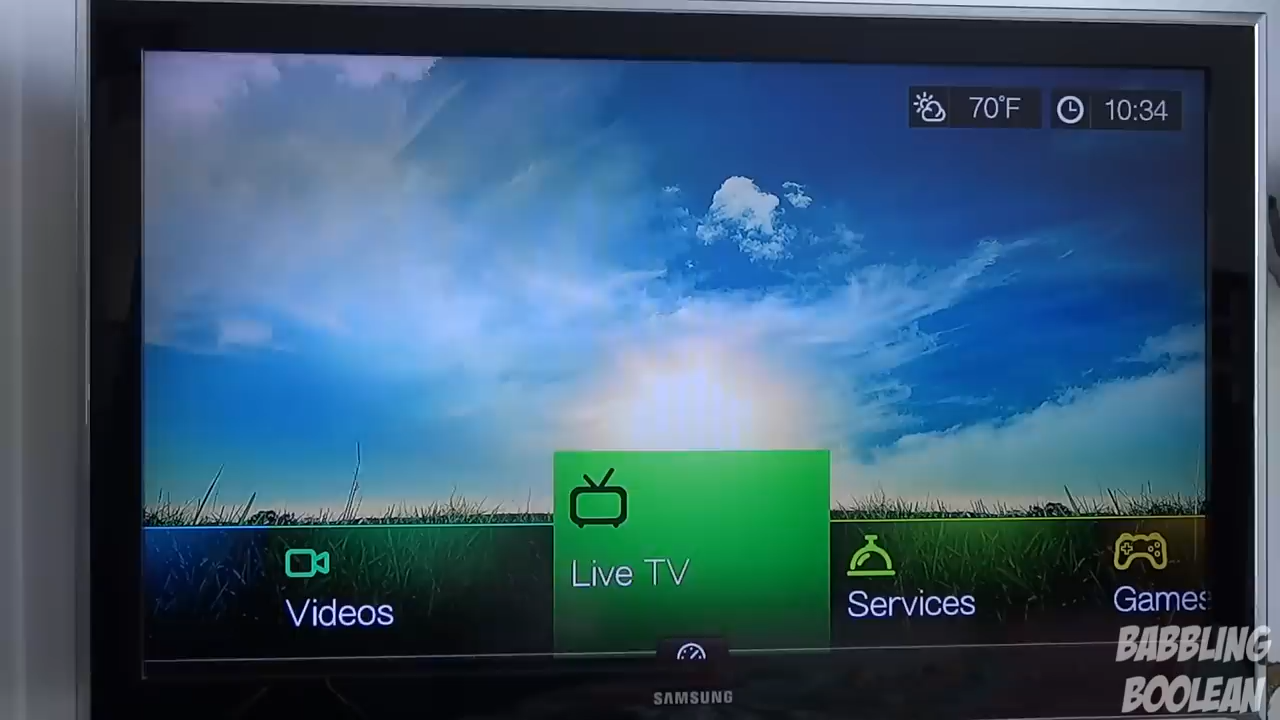 70°F
10:34
Live TV
Videos
Services
Games
SAMSUNG
BABBLING
BOOLEAN